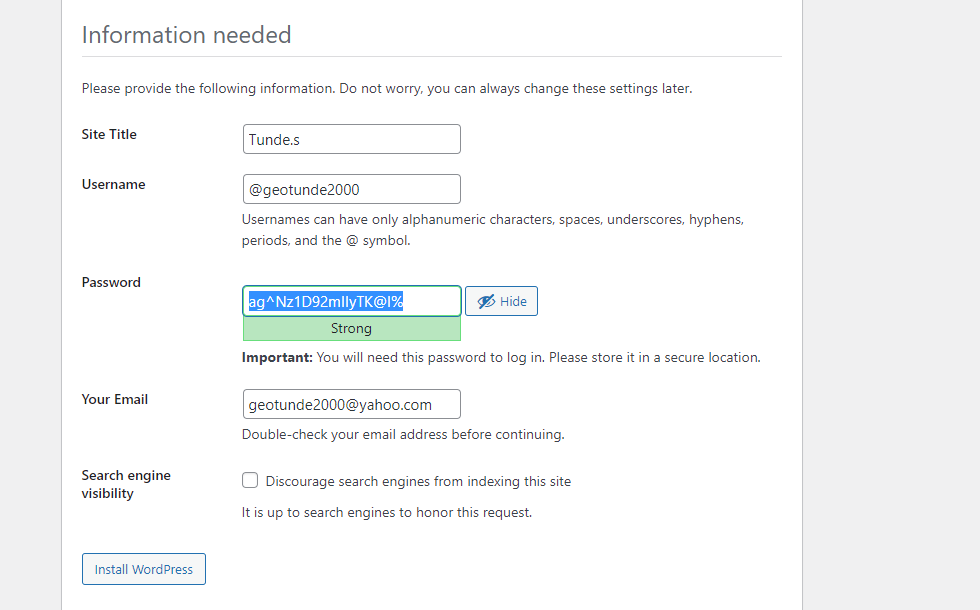 Information needed
Please provide the following information. Do not worry, you can always change these settings later.
Site Title
Tunde.s
Username
@geotunde2000
Usernames can have only alphanumeric characters, spaces, underscores, hyphens,
periods, and the @ symbol.
Password
Hide
Strong
Important: You will need this password to log in. Please store it in a secure location.
Your Email
geotunde2000@yahoo.com
Double-check your email address before continuing.
Search engine
visibility
Discourage search engines from indexing this site
It is up to search engines to honor this request.
Install WordPress